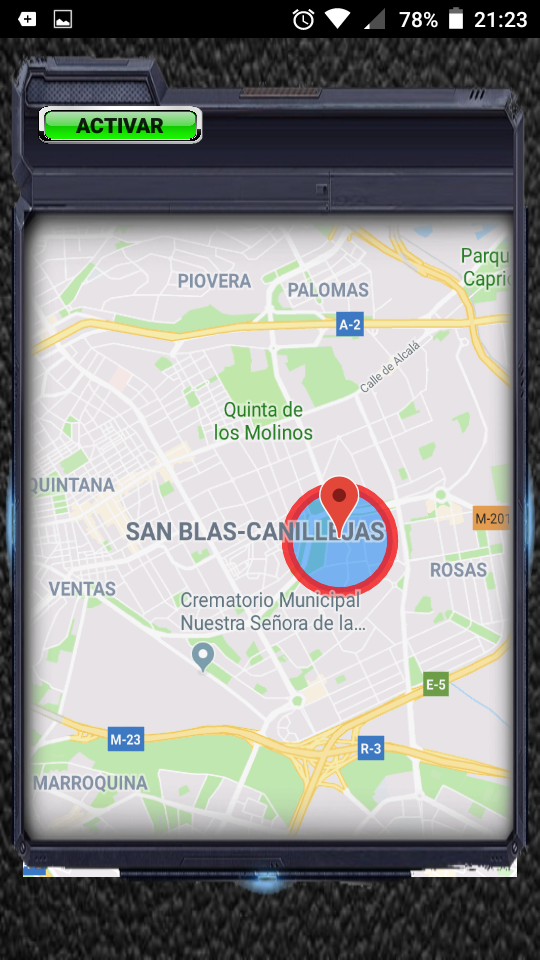 78% 21:23
ACTIVAR
Parqu
Capric
PIOVERA
PALOMAS
A-2
Calle de Alcalá
Quinta de
los Molinos
QUINTANA
M-201
SAN BLAS-CANILLEJAS
ROSAS
VENTAS
Crematorio Municipal
Nuestra Señora de la...
E-5
M-23
R-3
MARROQUINA